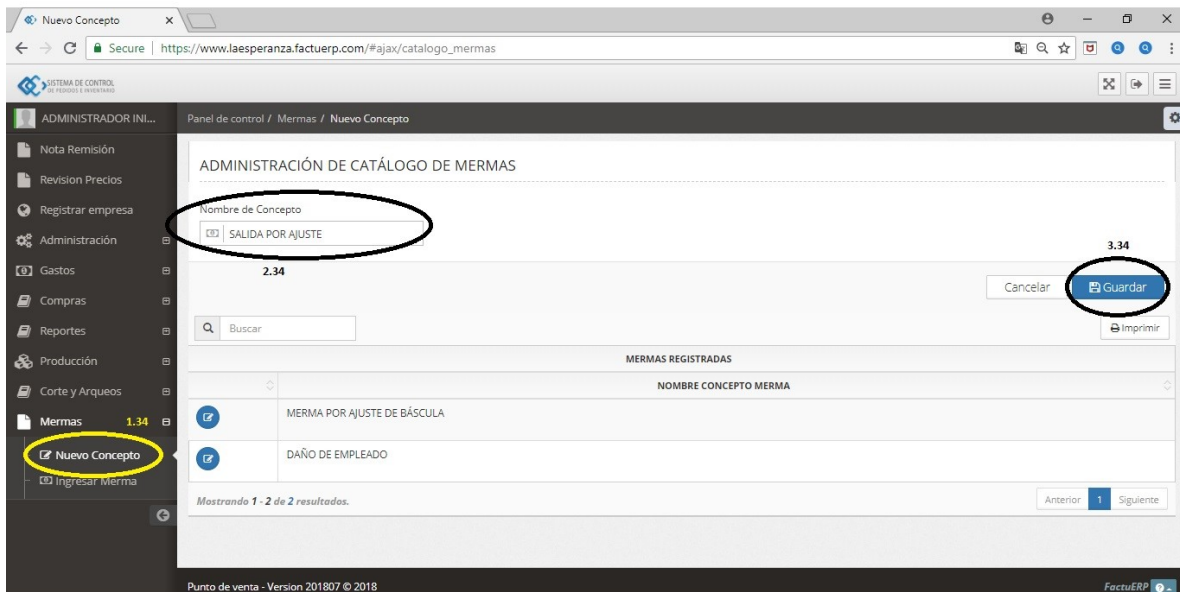 Nuevo Concepto
Secure | https://www.laesperanza.factuerp.com/#ajax/catalogo_mermas
SISTEMA DE CONTROL
DE PEDIDOS E INVENTARIO
ADMINISTRADOR INI...
Panel de control / Mermas / Nuevo Concepto
Nota Remisión
Revision Precios
Registrar empresa
Administración
Gastos
Compras
Reportes
Producción
Corte y Arqueos
Mermas 1.34
Nuevo Concepto
Ingresar Merma
ADMINISTRACIÓN DE CATÁLOGO DE MERMAS
Nombre de Concepto
SALIDA POR AJUSTE
2.34
3.34
Cancelar Guardar
Buscar
Imprimir
MERMAS REGISTRADAS
NOMBRE CONCEPTO MERMA
MERMA POR AJUSTE DE BÁSCULA
DAÑO DE EMPLEADO
Mostrando 1 - 2 de 2 resultados.
Anterior 1 Siguiente
Punto de venta - Version 201807 © 2018
FactuERP